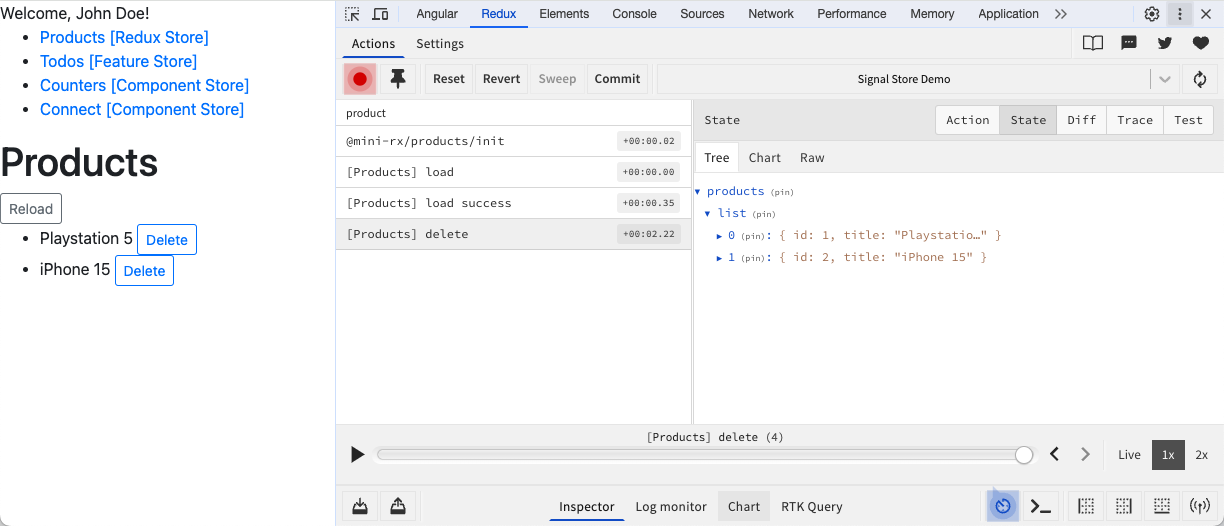 Welcome, John Doe!
Products [Redux Store]
Todos [Feature Store]
Counters [Component Store]
Connect [Component Store]
Products
Reload
Playstation 5 Delete
iPhone 15 Delete
Angular Redux Elements Console Sources Network Performance Memory Application
Actions Settings
Reset Revert Sweep Commit Signal Store Demo
product
@mini-rx/products/init +00:00.02
[Products] load +00:00.00
[Products] load success +00:00.35
[Products] delete +00:02.22
State Action State Diff Trace Test
Tree Chart Raw
products (pin)
list (pin)
0 (pin): { id: 1, title: "Playstatio…" }
1 (pin): { id: 2, title: "iPhone 15" }
[Products] delete (4)
Live 1x 2x
Inspector Log monitor Chart RTK Query